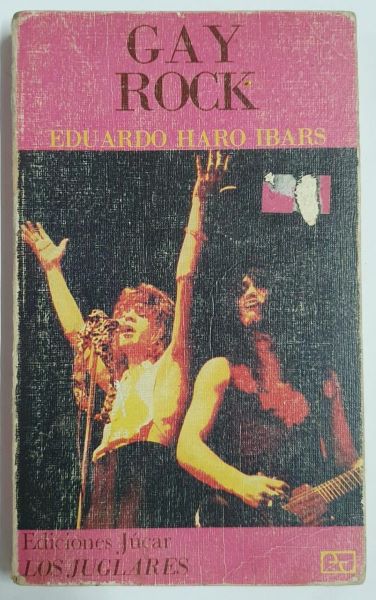 GAY
ROCK
EDUARDO HARO IBARS
Ediciones Júcar
LOS JUGLARES